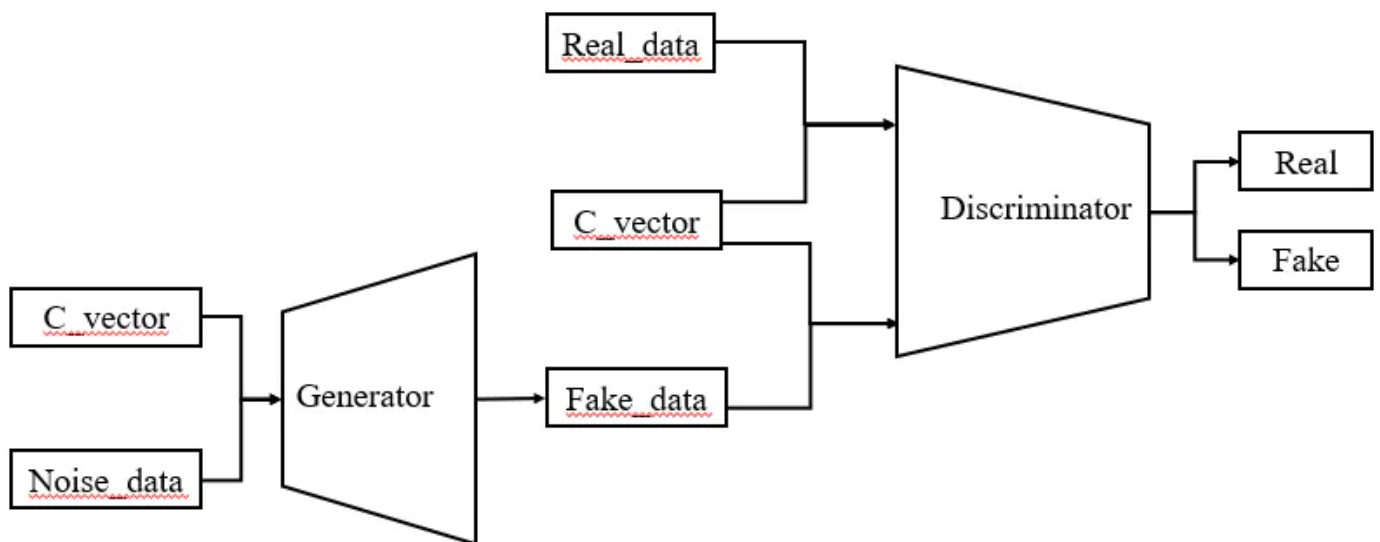 Real_data
C_vector
Discriminator
Real
Fake
C_vector
Generator
Fake_data
Noise_data